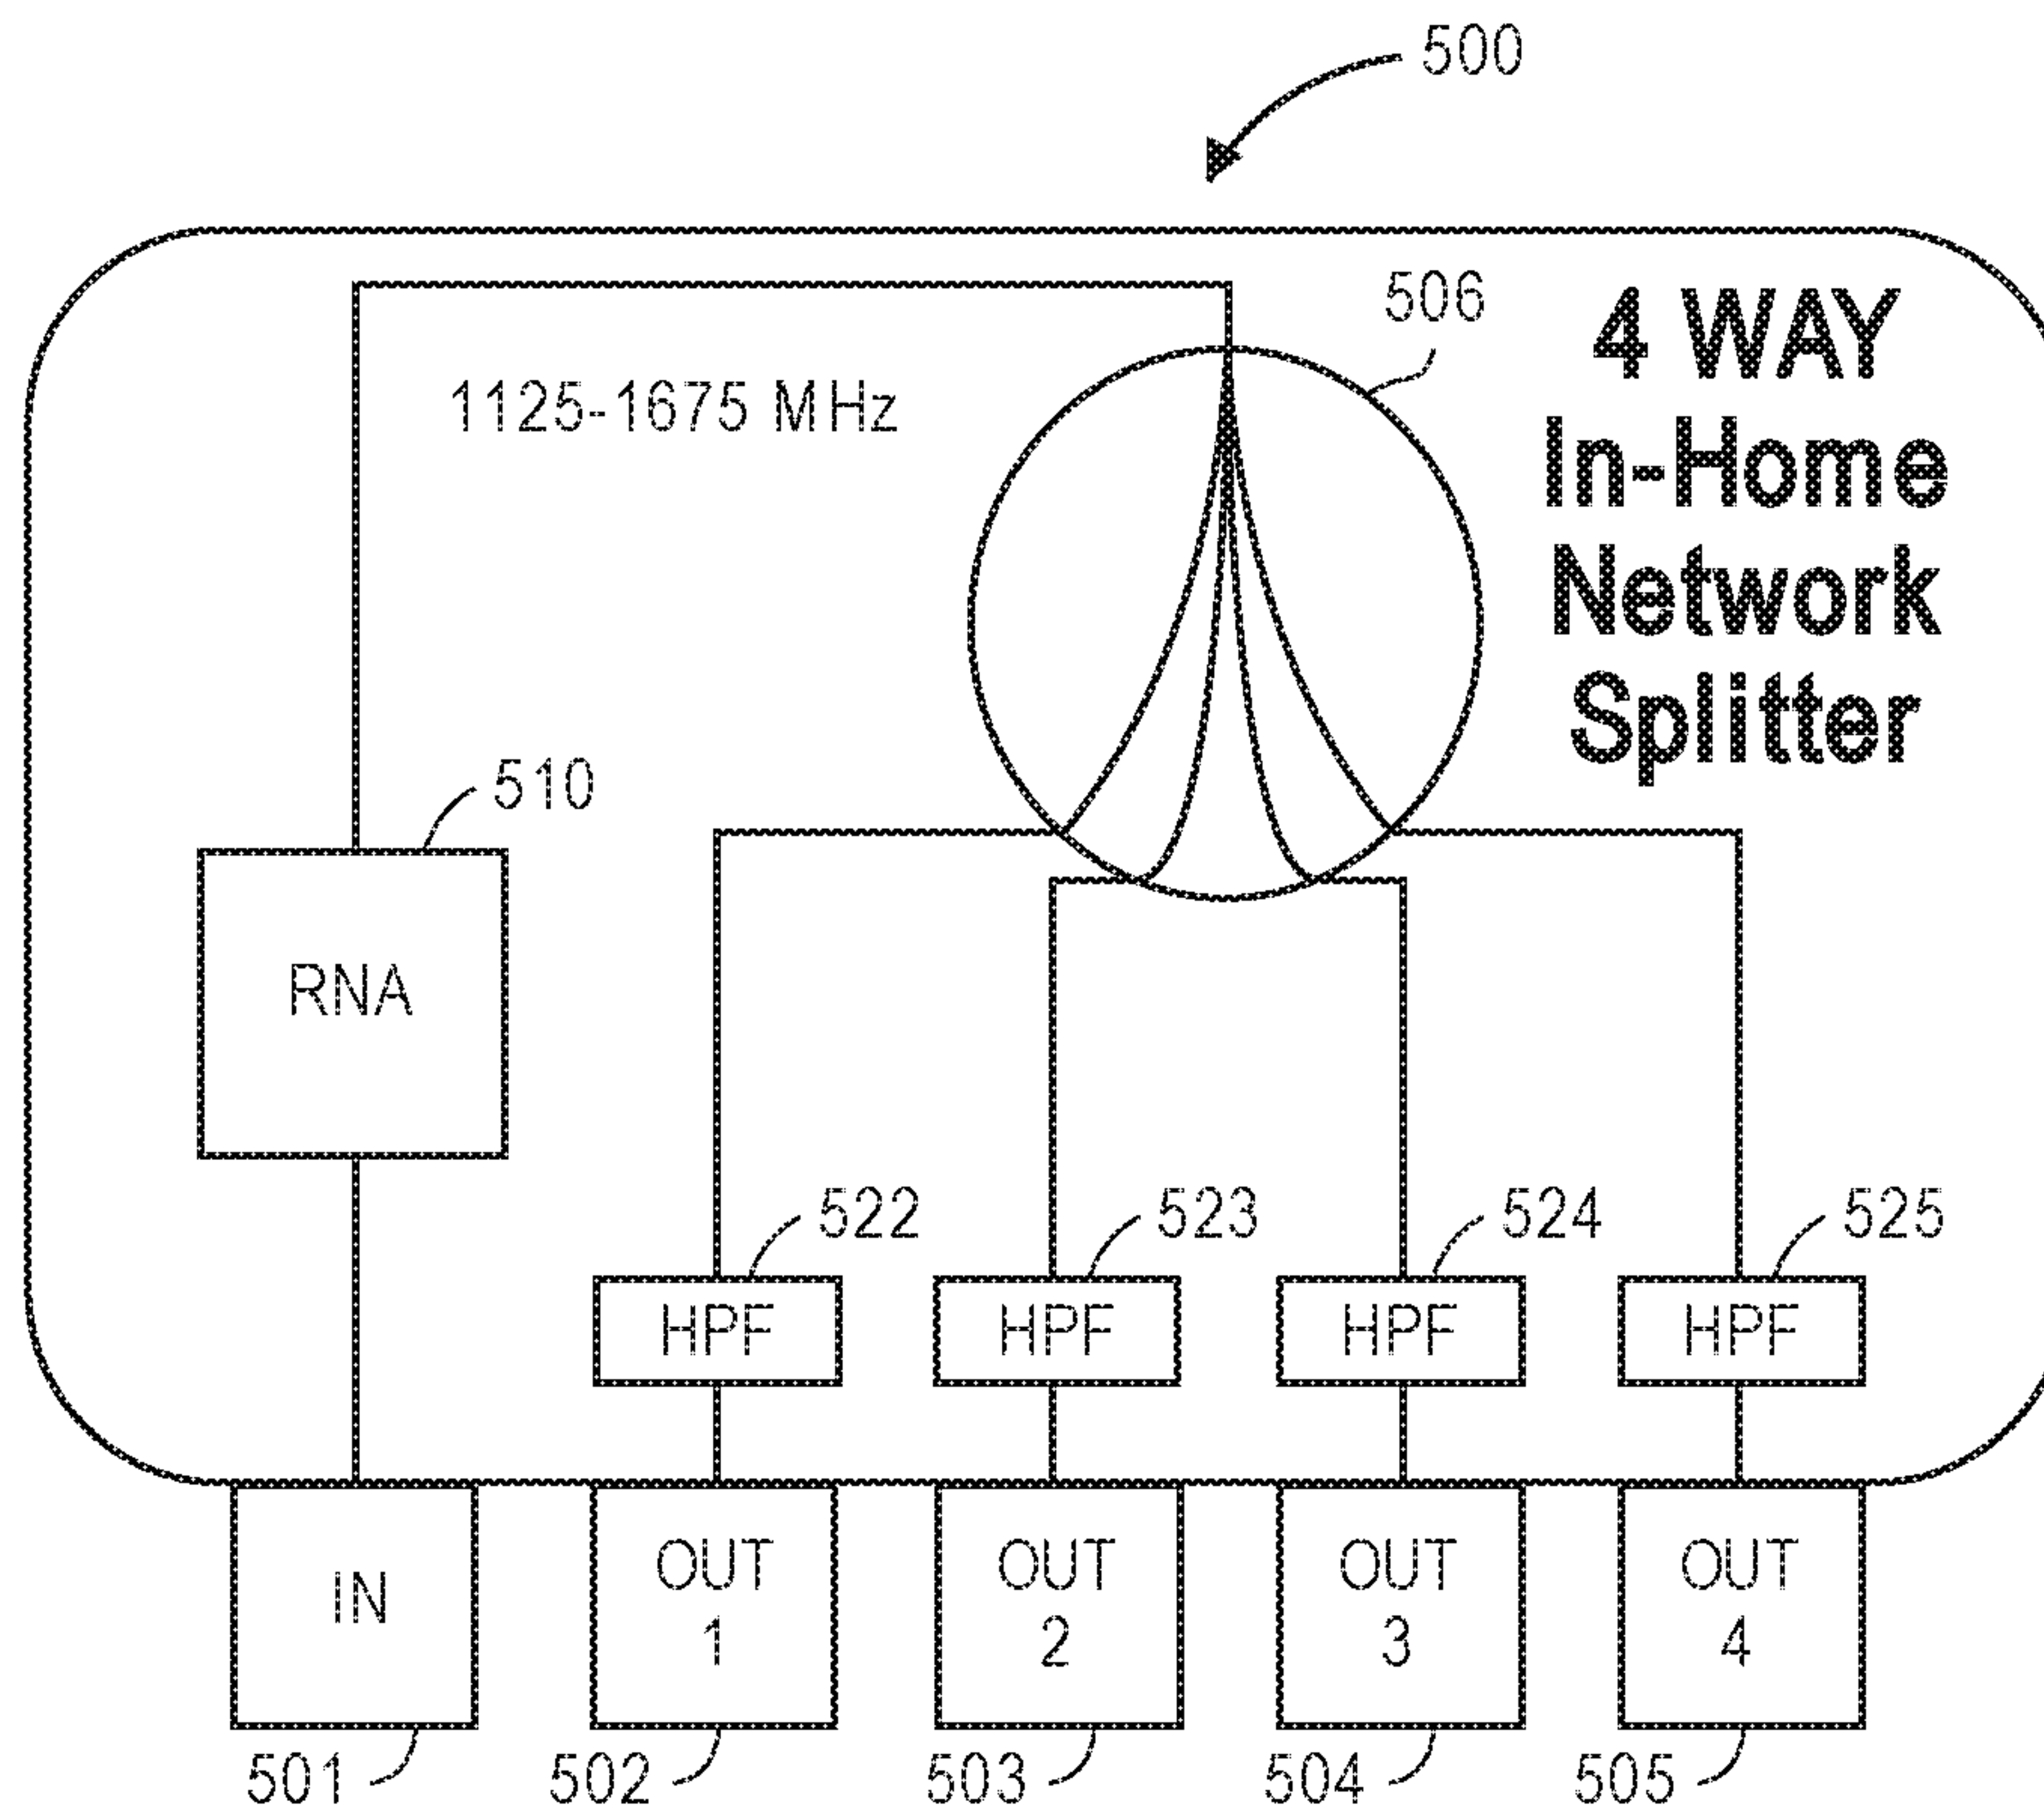 500
506
4 WAY
In-Home
Network
Splitter
1125-1675 MHz
510
RNA
522
523
524
525
HPF
HPF
HPF
HPF
IN
OUT
1
OUT
2
OUT
3
OUT
4
501
502
503
504
505